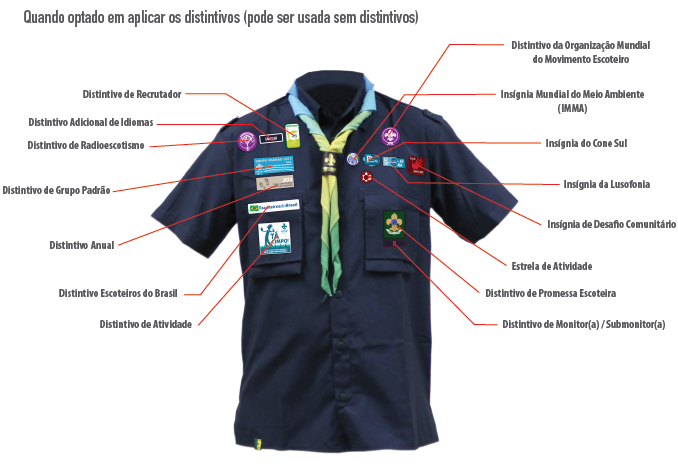 Quando optado em aplicar os distintivos (pode ser usada sem distintivos)
Distintivo da Organização Mundial
do Movimento Escoteiro
Distintivo de Recrutador
Insígnia Mundial do Meio Ambiente
(IMMA)
Distintivo Adicional de Idiomas
Distintivo de Radioescotismo
Insígnia do Cone Sul
Distintivo de Grupo Padrão
Insígnia da Lusofonia
Insígnia de Desafio Comunitário
Distintivo Anual
Estrela de Atividade
Distintivo Escoteiros do Brasil
Distintivo de Promessa Escoteira
Distintivo de Atividade
Distintivo de Monitor(a) / Submonitor(a)
Escoteiros do Brasil